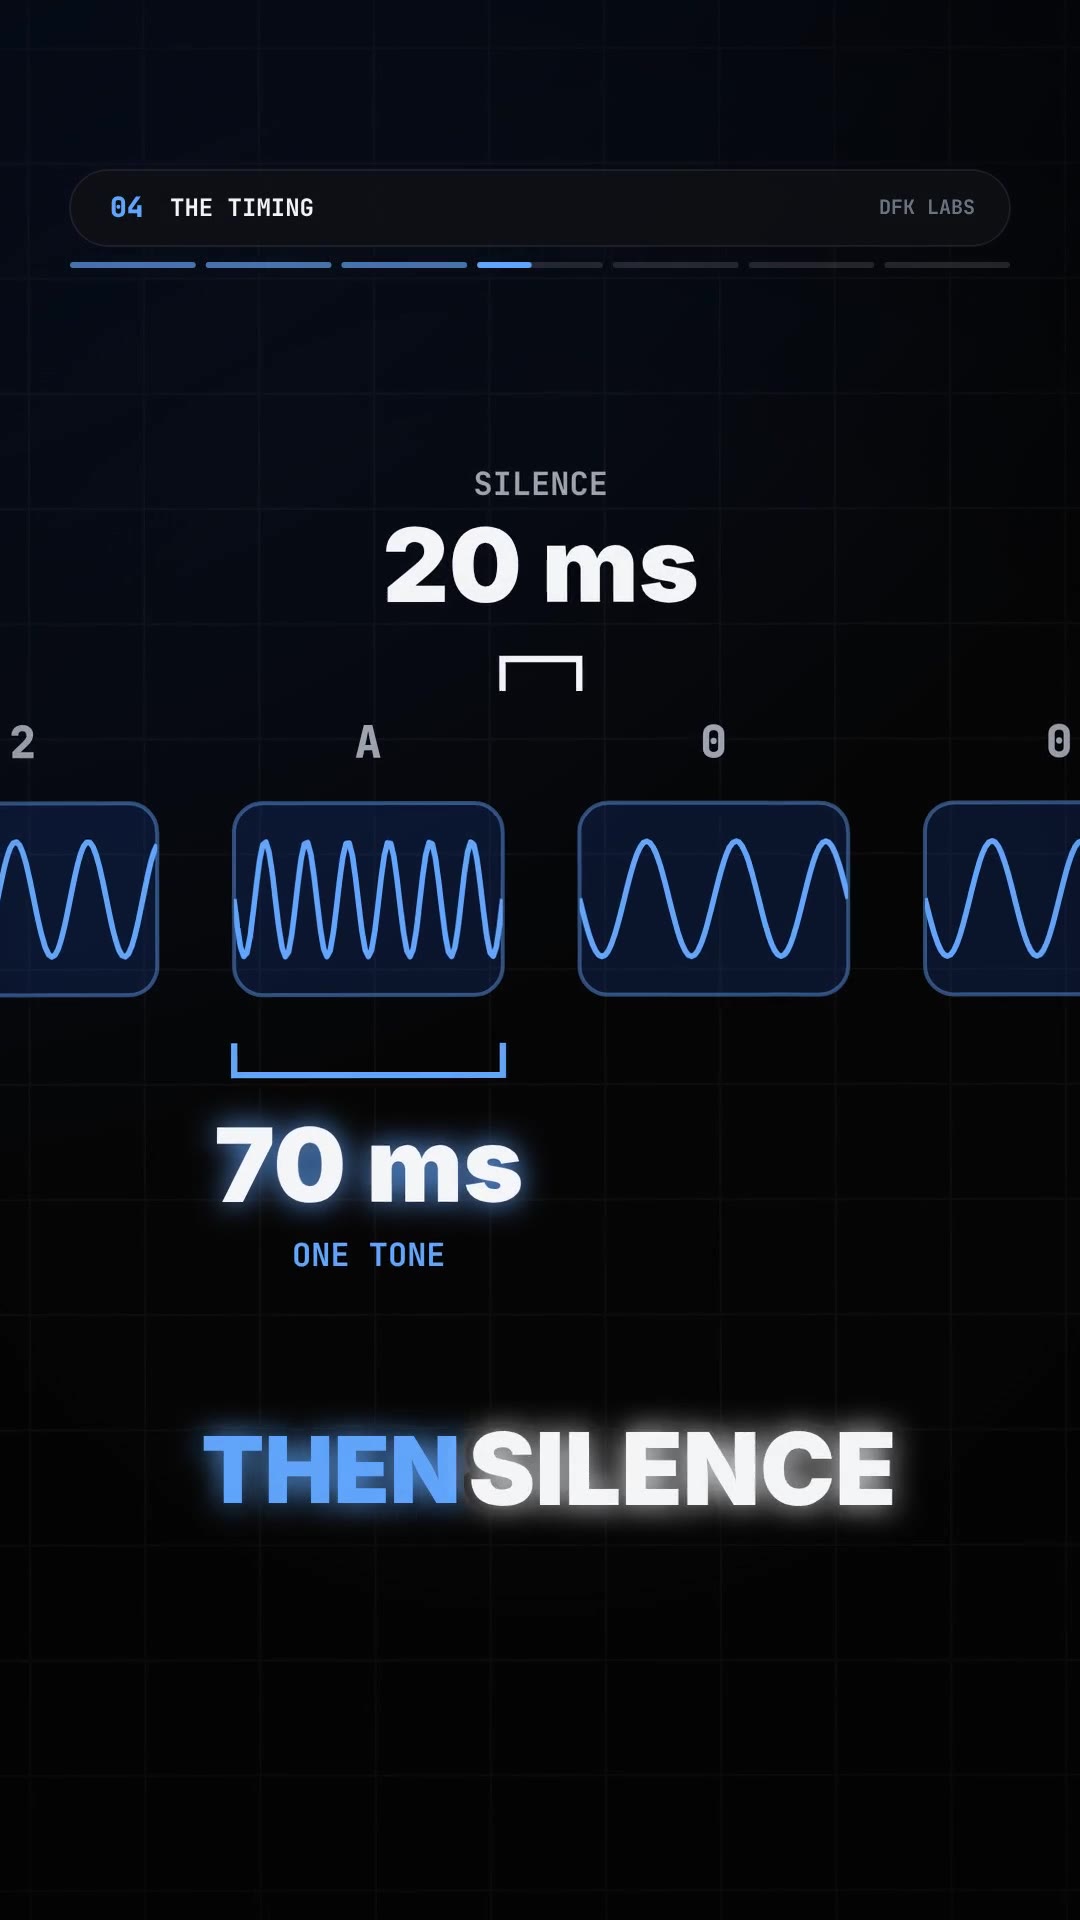 04 THE TIMING DFK LABS
SILENCE
20 ms
2 A 0 0
70 ms
ONE TONE
THEN SILENCE